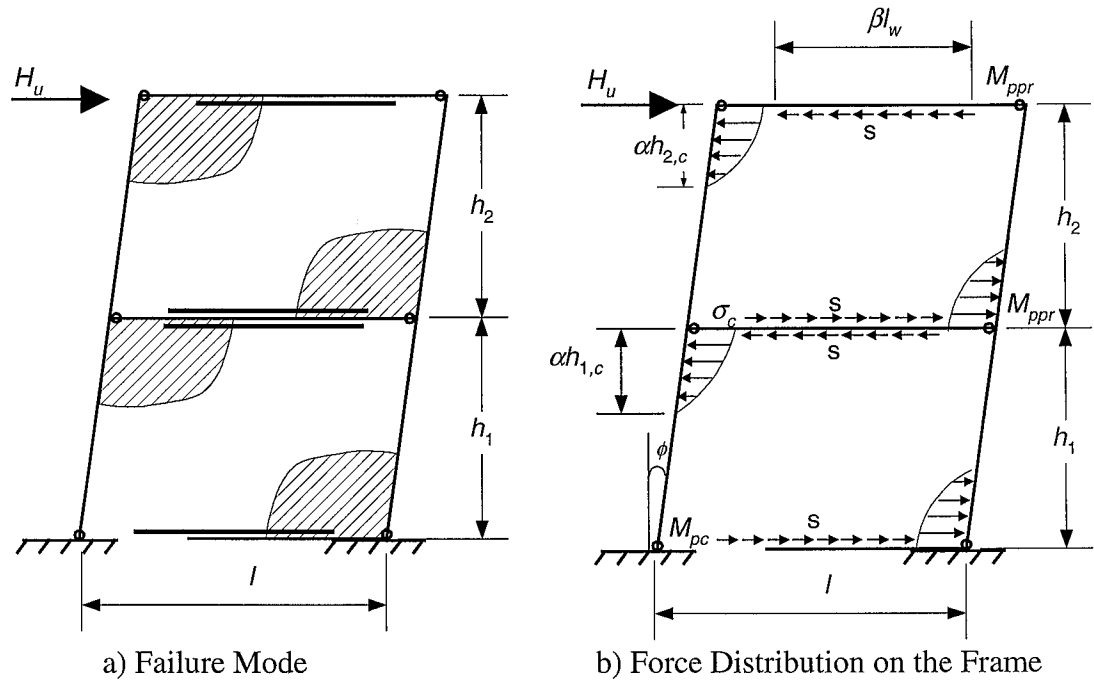 βl_w
H_u
H_u
M_ppr
s
αh_2,c
h_2
h_2
σ_c
s
M_ppr
s
αh_1,c
h_1
h_1
ϕ
M_pc
s
l
l
a) Failure Mode
b) Force Distribution on the Frame